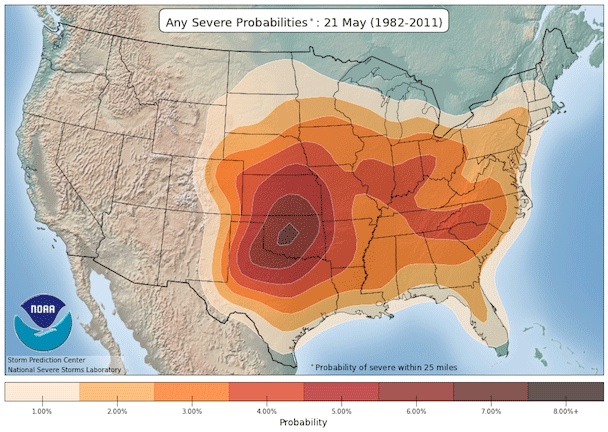 Any Severe Probabilities*: 21 May (1982-2011)
NOAA
Storm Prediction Center
National Severe Storms Laboratory
*Probability of severe within 25 miles
1.00% 2.00% 3.00% 4.00% 5.00% 6.00% 7.00% 8.00%+
Probability